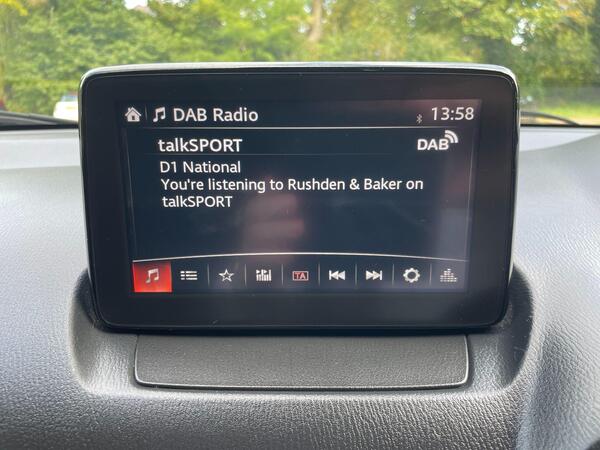 DAB Radio 13:58
talkSPORT DAB
D1 National
You're listening to Rushden & Baker on
talkSPORT
TA